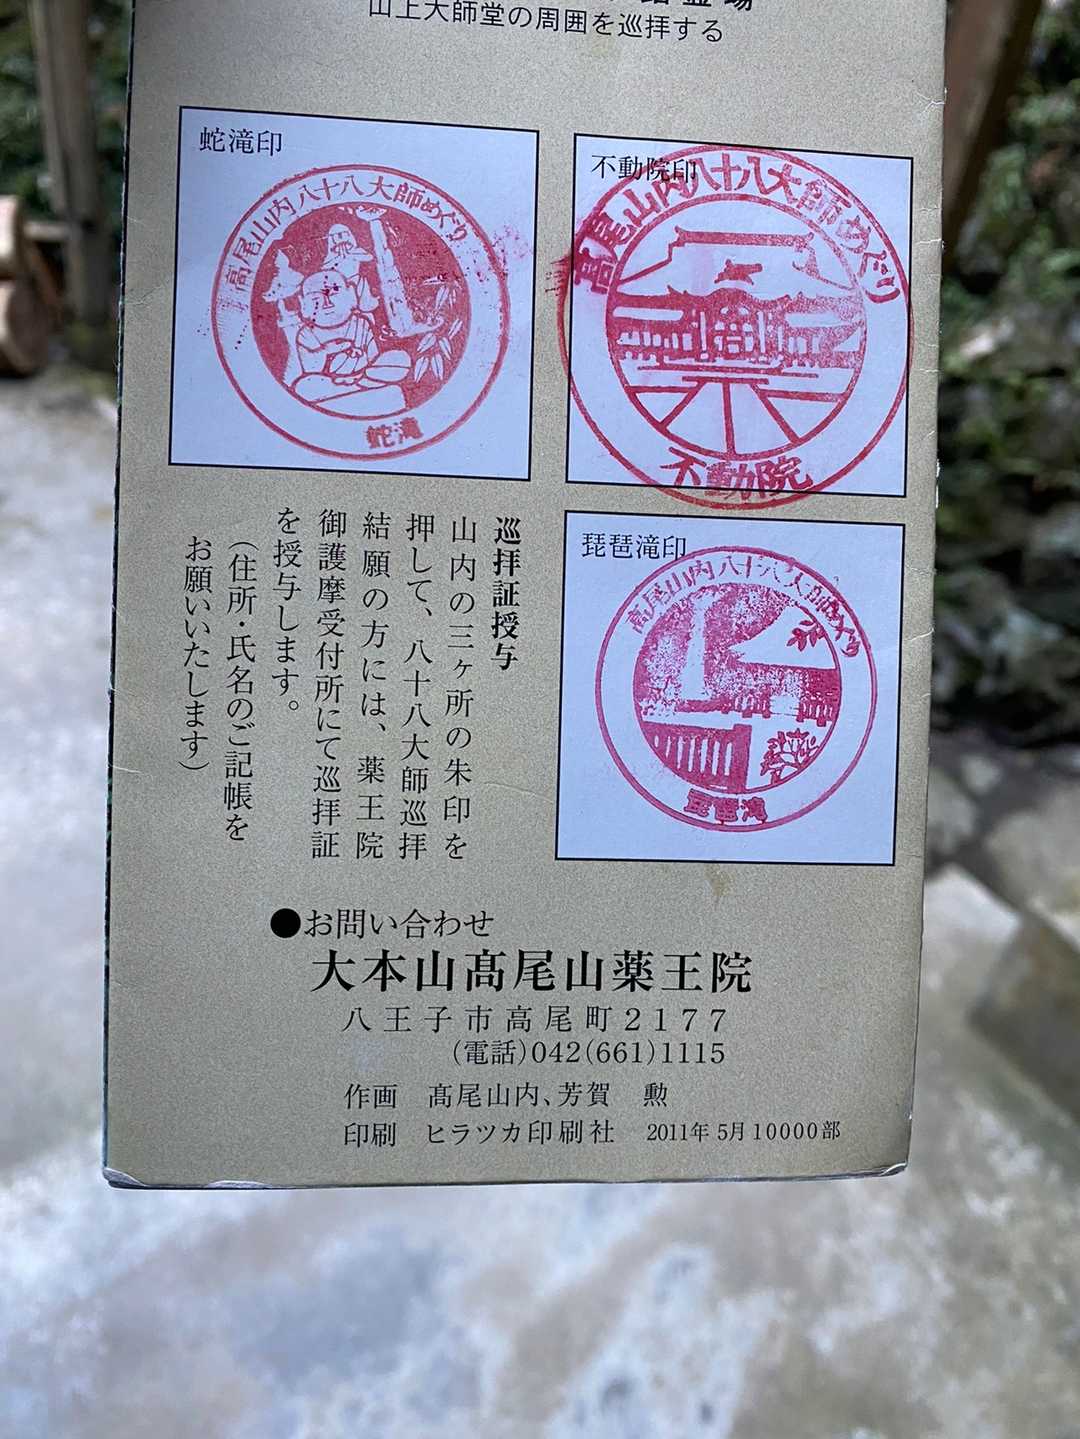 山上大師堂の周囲を巡拝する
蛇滝印
高尾山内八十八大師めぐり
蛇滝
不動院印
高尾山内八十八大師めぐり
不動院
琵琶滝印
高尾山内八十八大師めぐり
琵琶滝
巡拝証授与
山内の三ヶ所の朱印を
押して、八十八大師巡拝
結願の方には、薬王院
御護摩受付所にて巡拝証
を授与します。
（住所・氏名のご記帳を
お願いいたします）
●お問い合わせ
大本山髙尾山薬王院
八王子市高尾町２１７７
（電話）042（661）1115
作画　髙尾山内、芳賀　勲
印刷　ヒラツカ印刷社　2011年 5月 10000部